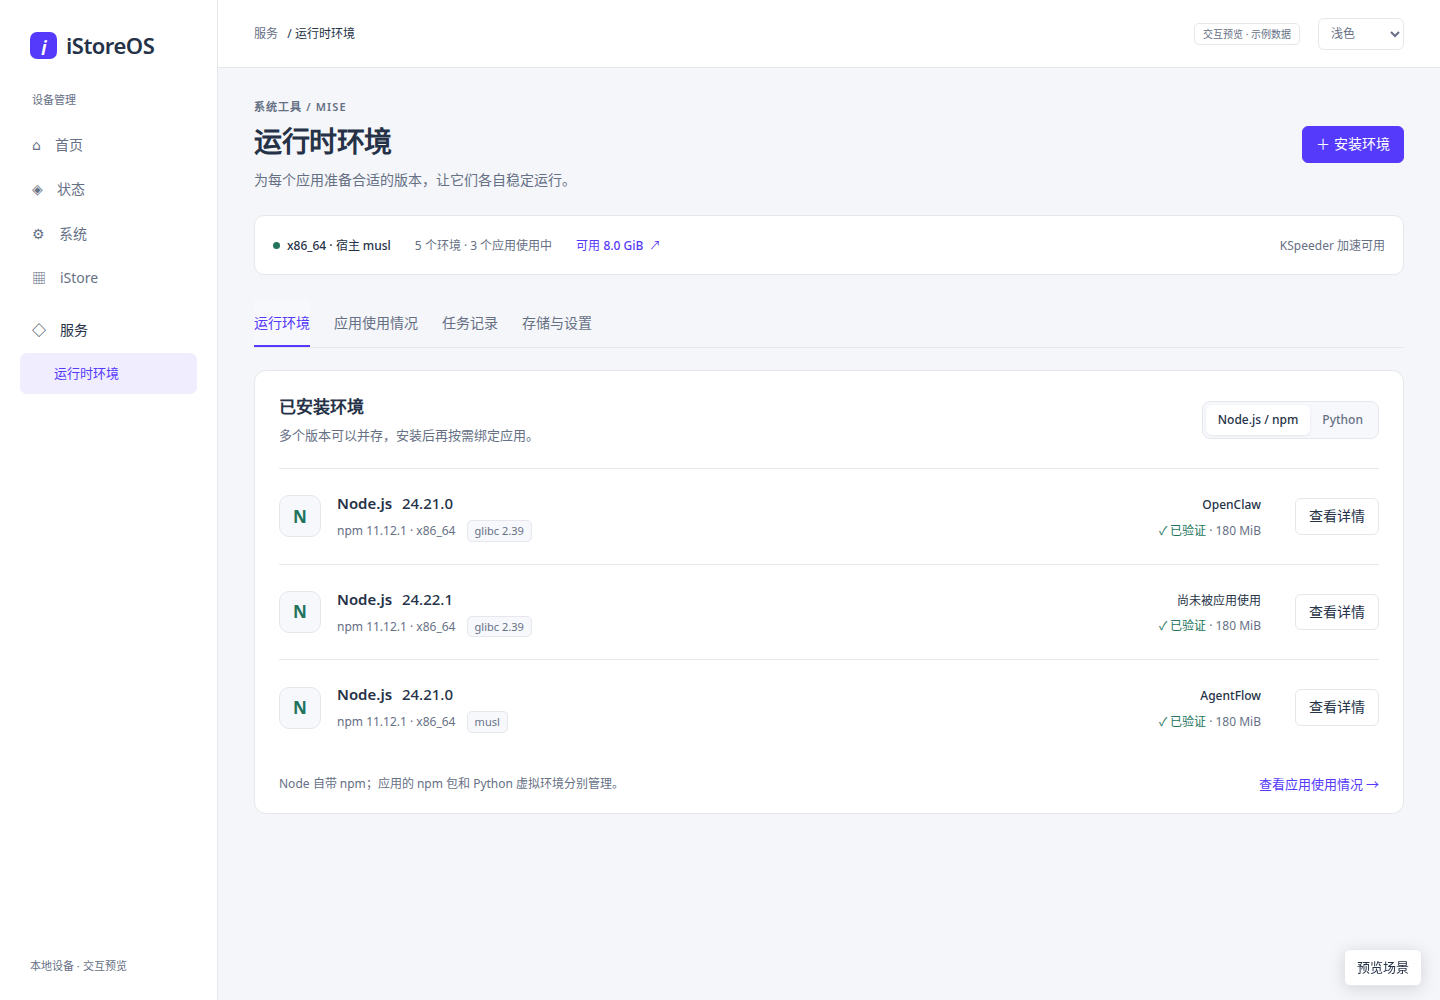 iStoreOS
设备管理
首页
状态
系统
iStore
服务
运行时环境
本地设备 · 交互预览
服务 / 运行时环境
交互预览 · 示例数据
浅色
系统工具 / MISE
运行时环境
为每个应用准备合适的版本，让它们各自稳定运行。
＋ 安装环境
x86_64 · 宿主 musl
5 个环境 · 3 个应用使用中
可用 8.0 GiB ↗
KSpeeder 加速可用
运行环境
应用使用情况
任务记录
存储与设置
已安装环境
多个版本可以并存，安装后再按需绑定应用。
Node.js / npm
Python
N
Node.js 24.21.0
npm 11.12.1 · x86_64
glibc 2.39
OpenClaw
✓ 已验证 · 180 MiB
查看详情
N
Node.js 24.22.1
npm 11.12.1 · x86_64
glibc 2.39
尚未被应用使用
✓ 已验证 · 180 MiB
查看详情
N
Node.js 24.21.0
npm 11.12.1 · x86_64
musl
AgentFlow
✓ 已验证 · 180 MiB
查看详情
Node 自带 npm；应用的 npm 包和 Python 虚拟环境分别管理。
查看应用使用情况 →
预览场景